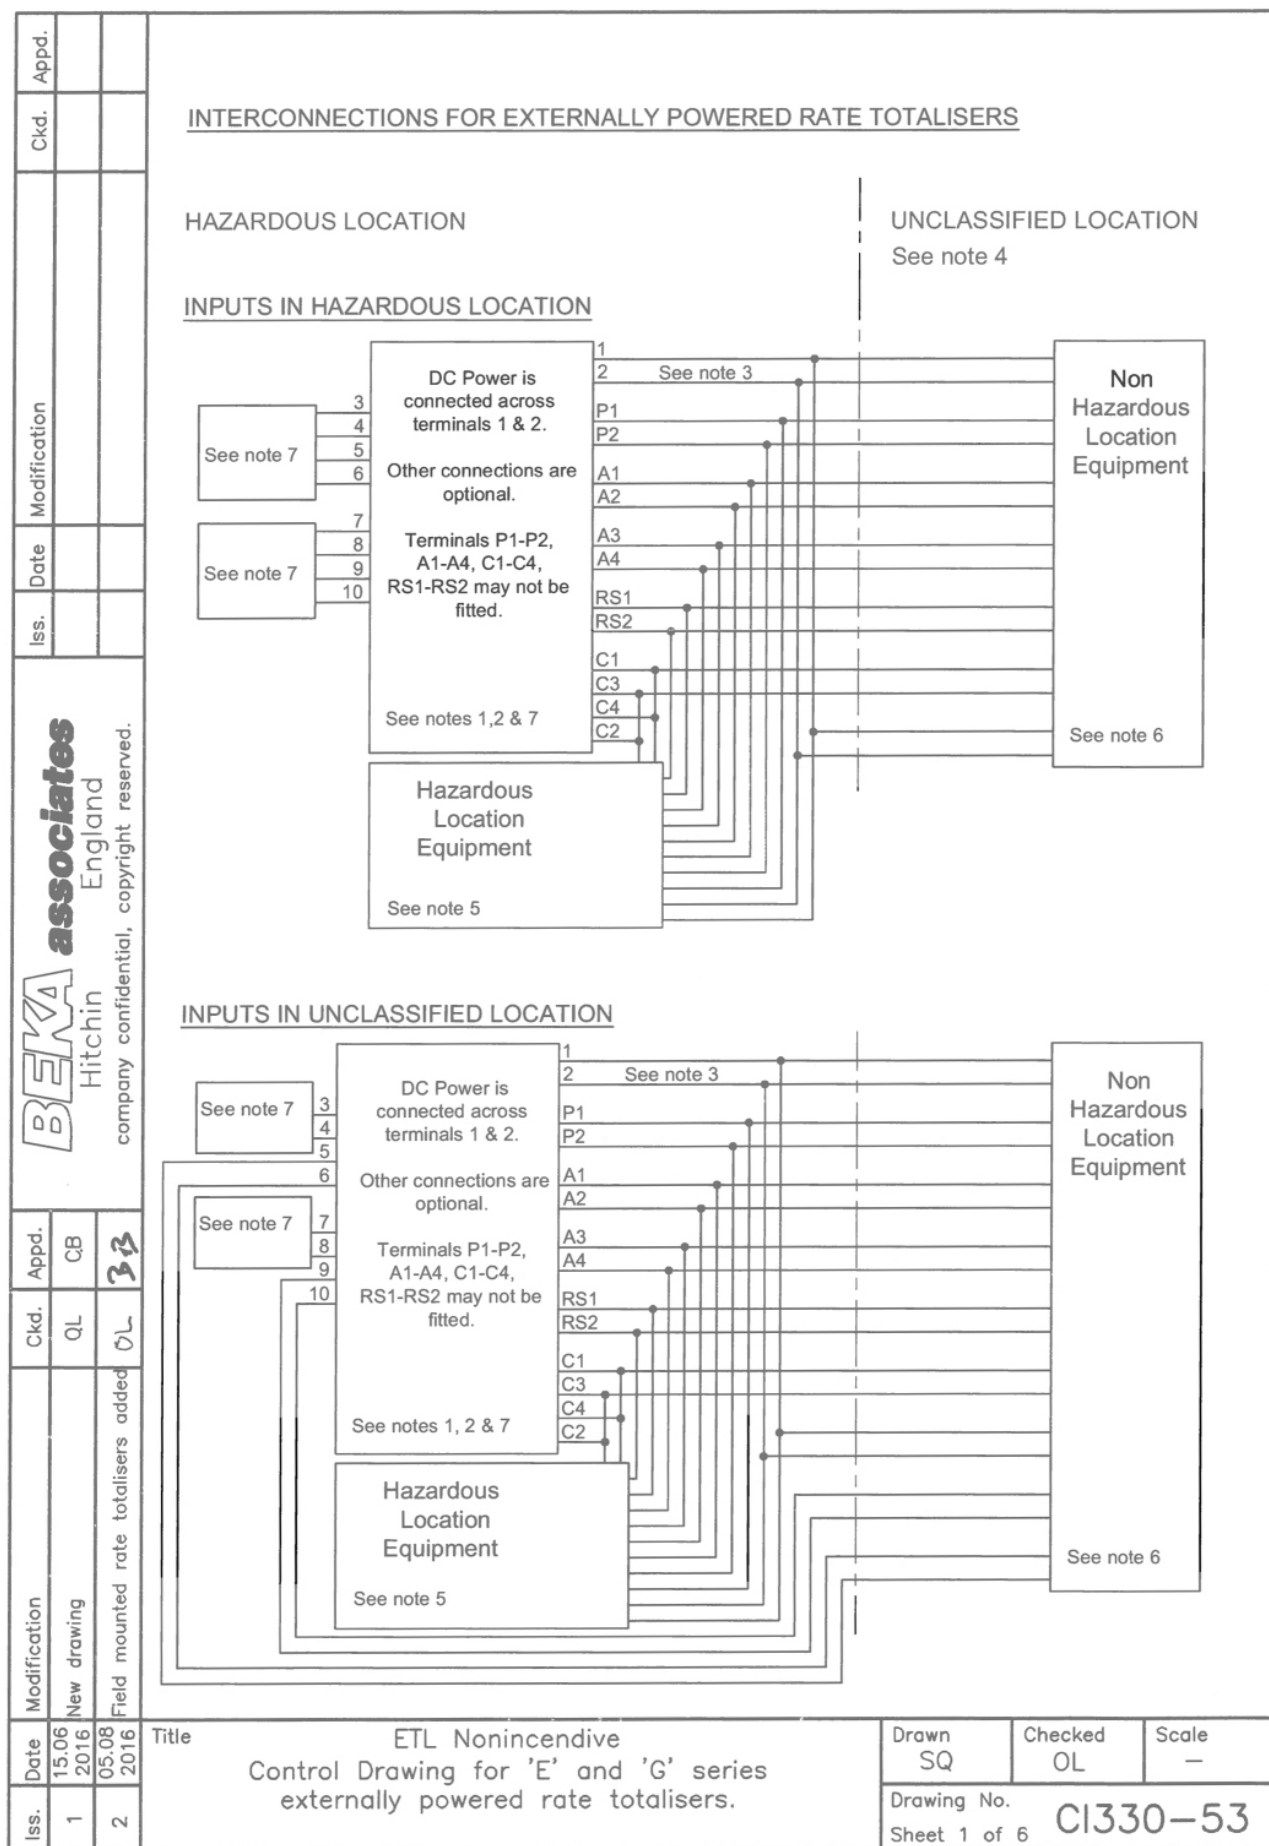 INTERCONNECTIONS FOR EXTERNALLY POWERED RATE TOTALISERS
HAZARDOUS LOCATION
UNCLASSIFIED LOCATION
See note 4
INPUTS IN HAZARDOUS LOCATION
See note 7
3
4
5
6
See note 7
7
8
9
10
DC Power is
connected across
terminals 1 & 2.
Other connections are
optional.
Terminals P1-P2,
A1-A4, C1-C4,
RS1-RS2 may not be
fitted.
See notes 1,2 & 7
1
2
See note 3
P1
P2
A1
A2
A3
A4
RS1
RS2
C1
C3
C4
C2
Non
Hazardous
Location
Equipment
See note 6
Hazardous
Location
Equipment
See note 5
INPUTS IN UNCLASSIFIED LOCATION
See note 7
3
4
5
6
See note 7
7
8
9
10
DC Power is
connected across
terminals 1 & 2.
Other connections are
optional.
Terminals P1-P2,
A1-A4, C1-C4,
RS1-RS2 may not be
fitted.
See notes 1, 2 & 7
1
2
See note 3
P1
P2
A1
A2
A3
A4
RS1
RS2
C1
C3
C4
C2
Non
Hazardous
Location
Equipment
See note 6
Hazardous
Location
Equipment
See note 5
Iss. Date Modification Ckd. Appd.
BEKA associates
Hitchin England
company confidential, copyright reserved.
Iss. Date Modification Ckd. Appd.
1 15.06 2016 New drawing QL CB
2 05.08 2016 Field mounted rate totalisers added OL
Title
ETL Nonincendive
Control Drawing for 'E' and 'G' series
externally powered rate totalisers.
Drawn
SQ
Checked
OL
Scale
—
Drawing No.
CI330-53
Sheet 1 of 6